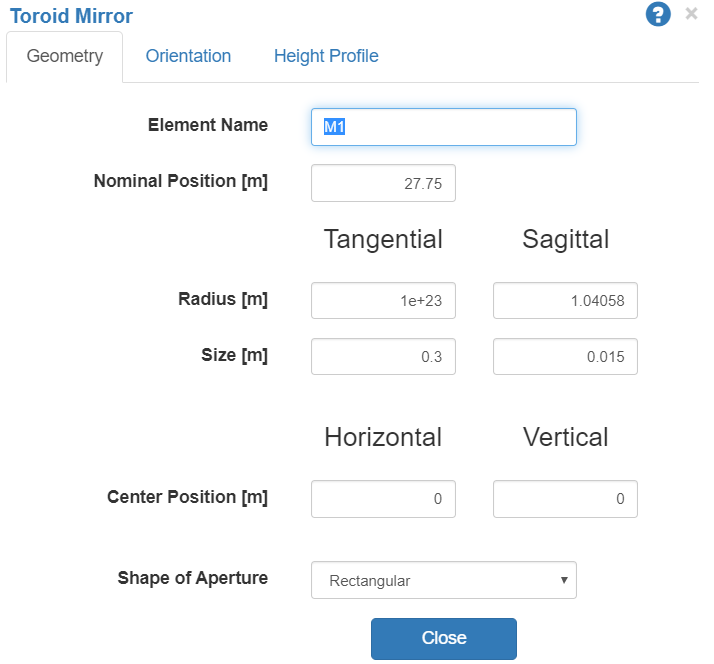 Toroid Mirror ? ×
Geometry Orientation Height Profile
Element Name M1
Nominal Position [m] 27.75
Tangential Sagittal
Radius [m] 1e+23 1.04058
Size [m] 0.3 0.015
Horizontal Vertical
Center Position [m] 0 0
Shape of Aperture Rectangular
Close